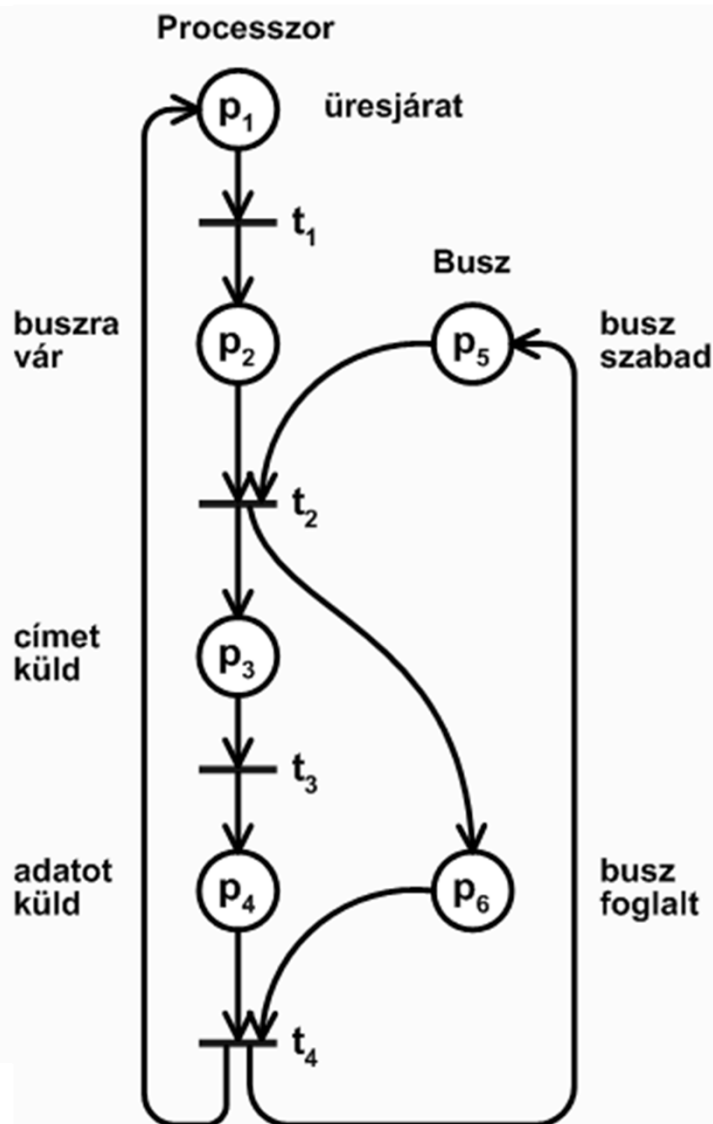 Processzor
p1
üresjárat
t1
Busz
buszra
vár
p2
p5
busz
szabad
t2
címet
küld
p3
t3
adatot
küld
p4
p6
busz
foglalt
t4